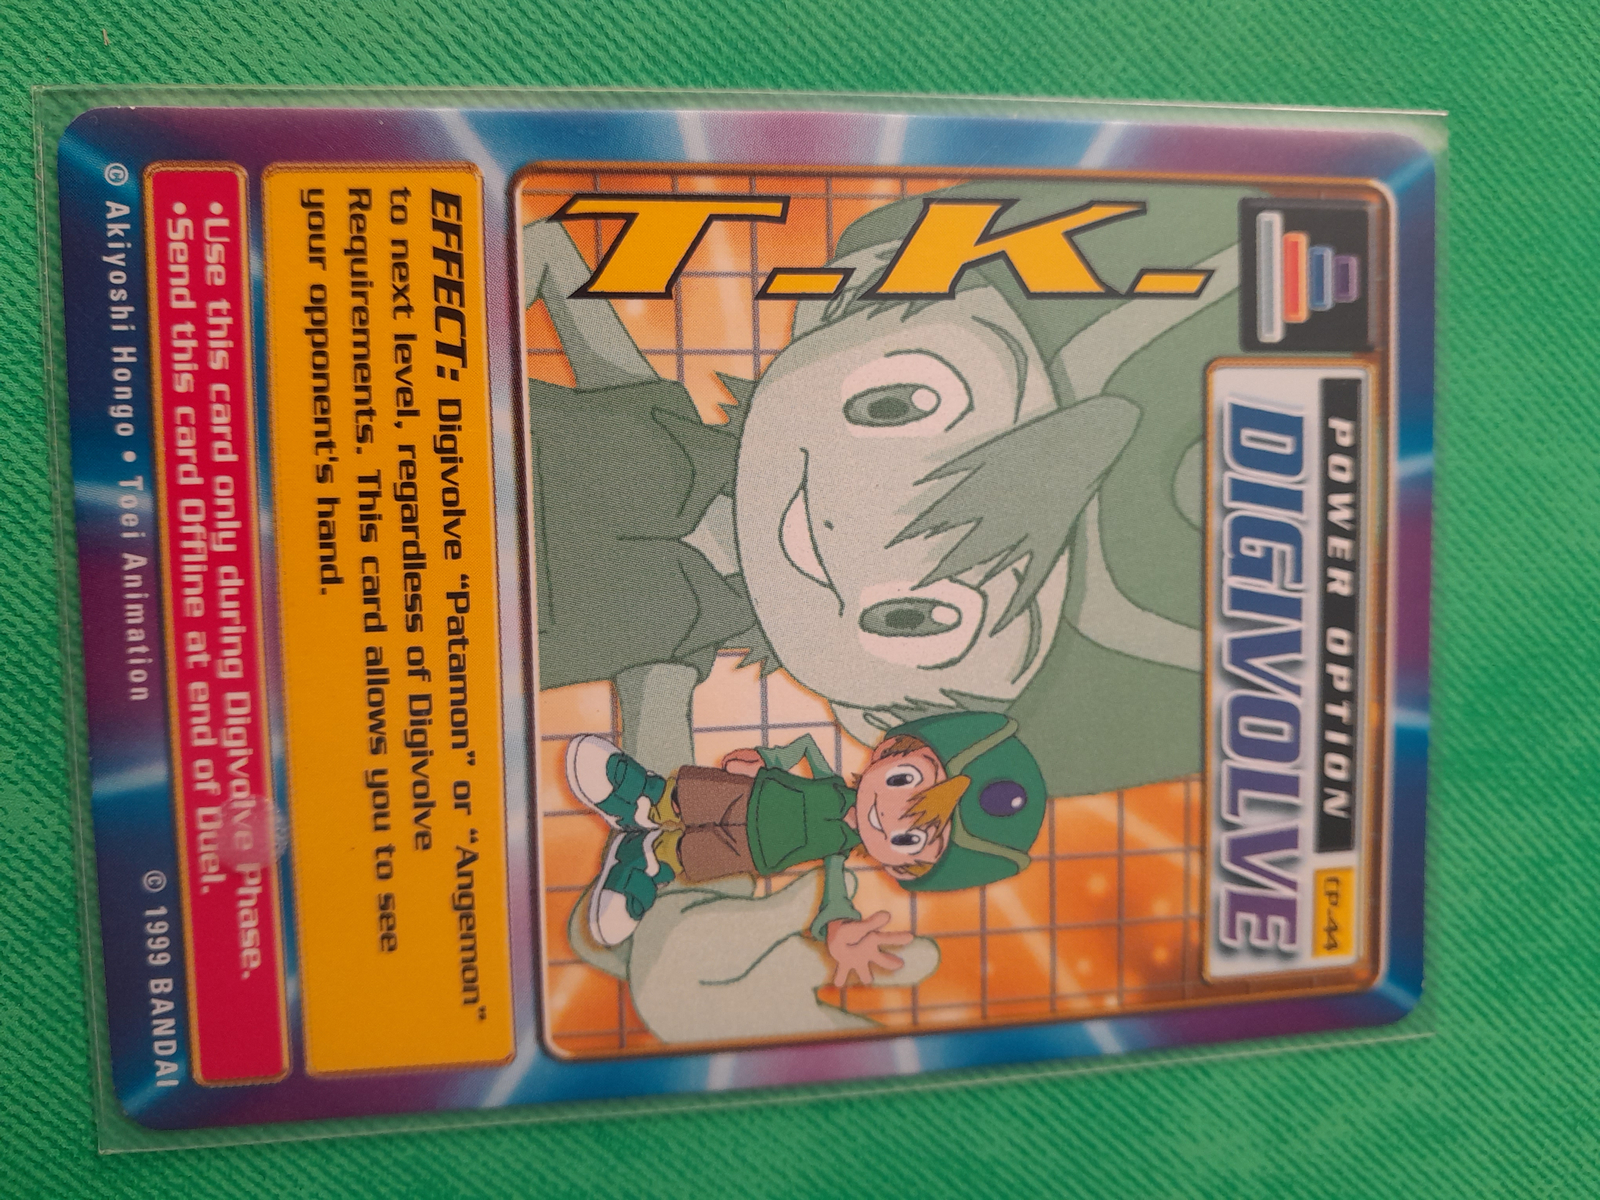 POWER OPTION
CP-44
DIGIVOLVE
T.K.
EFFECT: Digivolve “Patamon” or “Angemon”
to next level, regardless of Digivolve
Requirements. This card allows you to see
your opponent's hand.
•Use this card only during Digivolve Phase.
•Send this card Offline at end of Duel.
© Akiyoshi Hongo • Toei Animation
© 1999 BANDAI